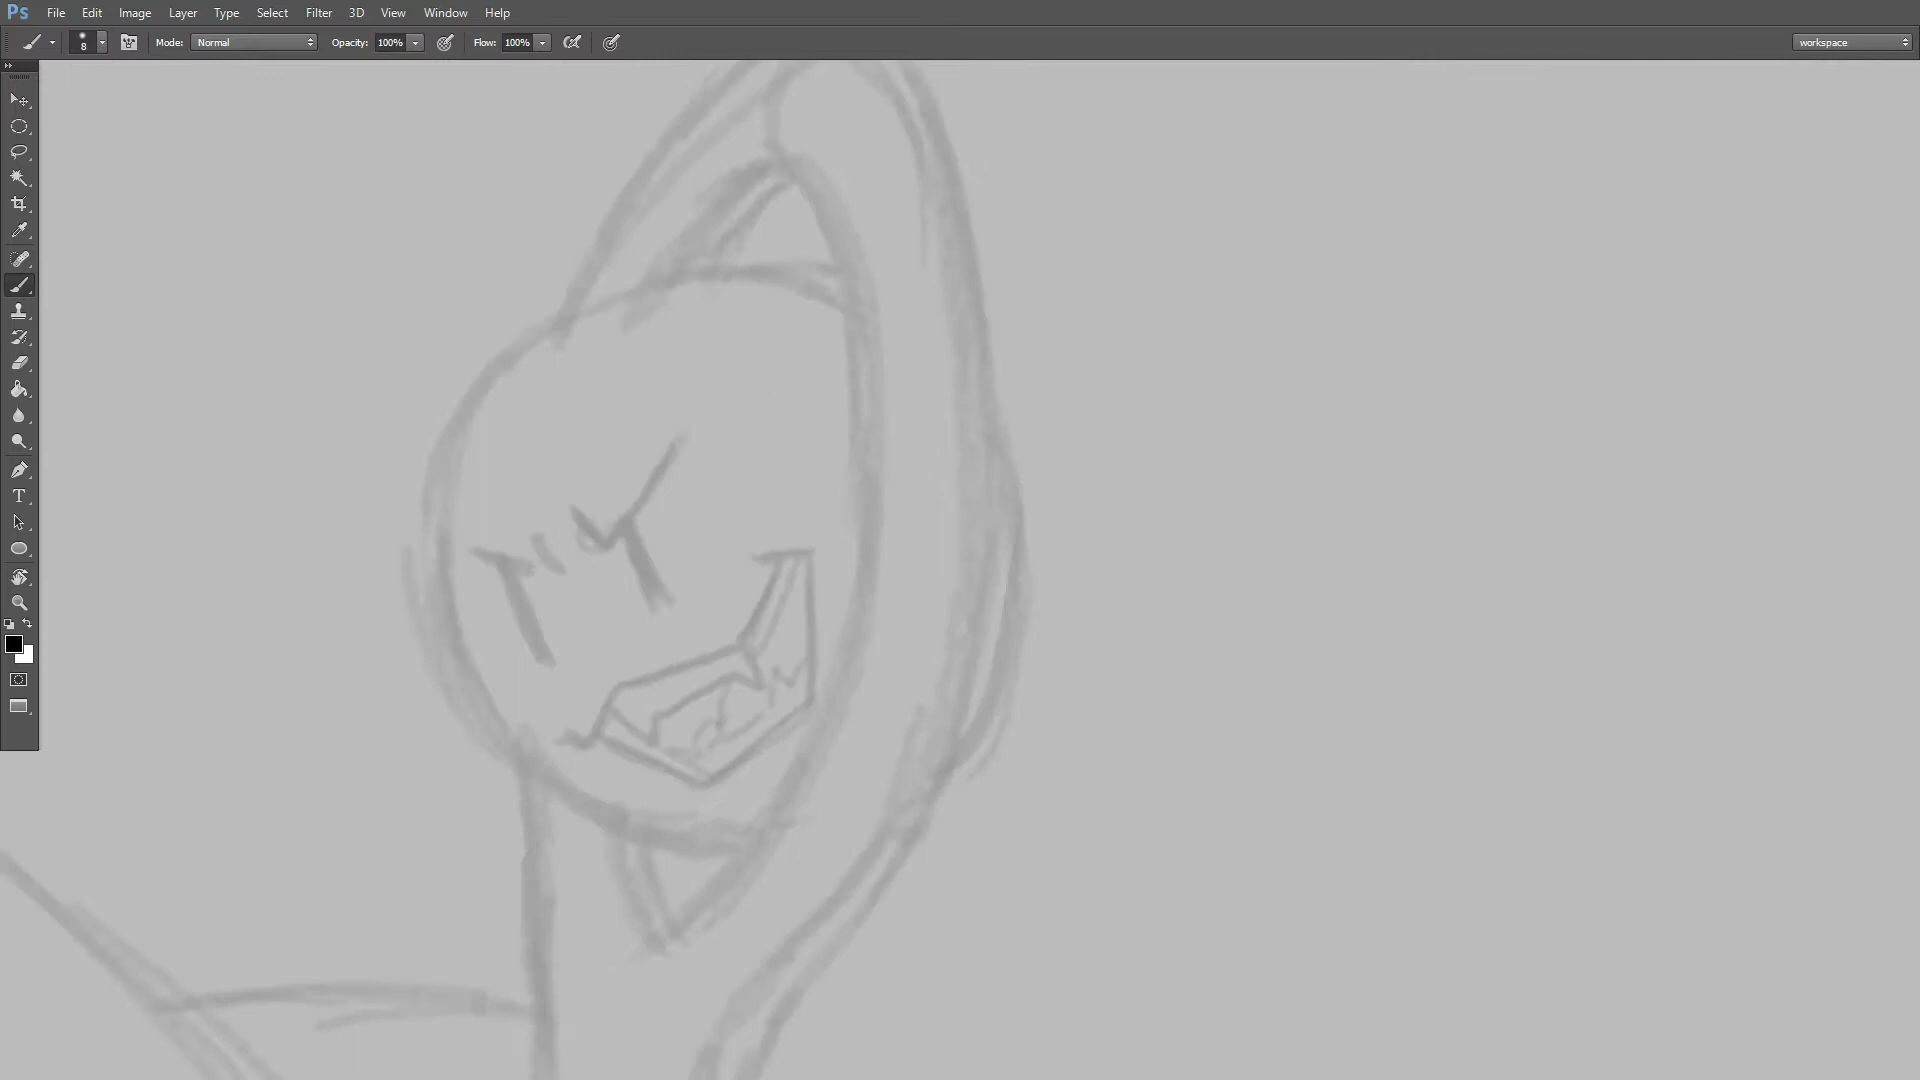 Ps File Edit Image Layer Type Select Filter 3D View Window Help
8 Mode: Normal Opacity: 100% Flow: 100% workspace
T